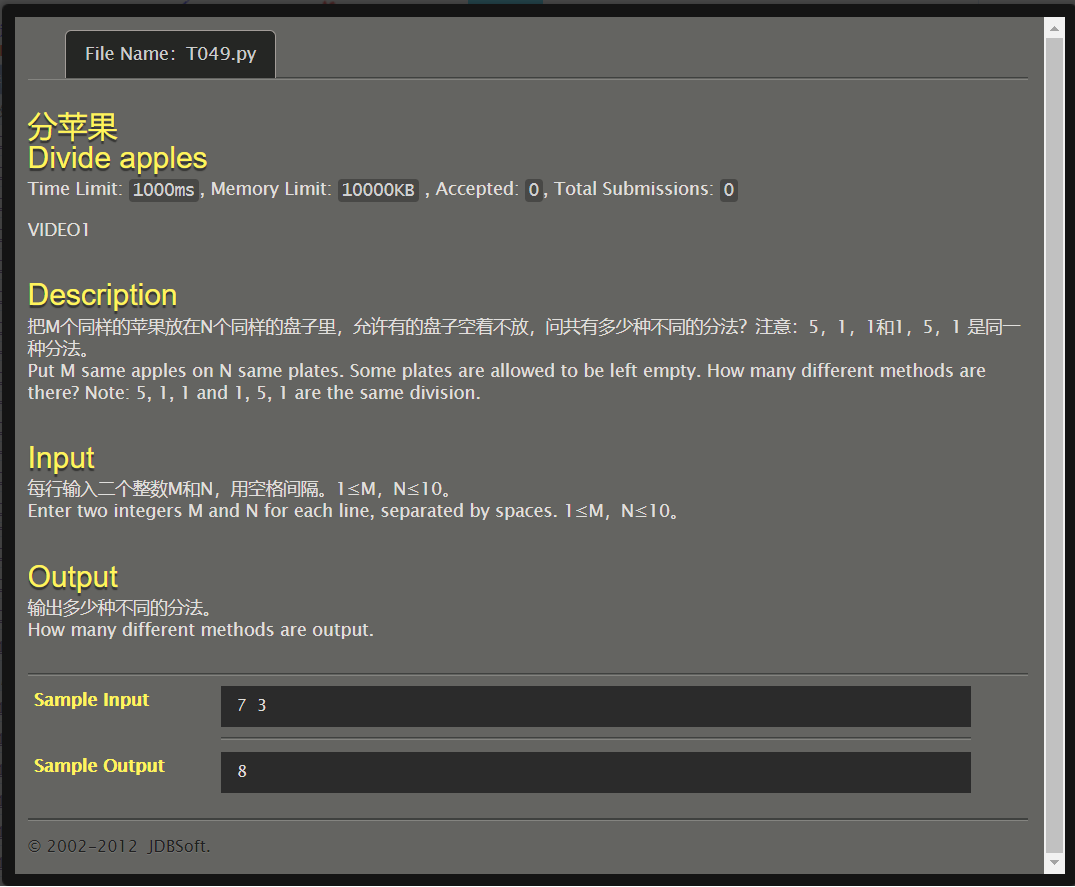 File Name: T049.py
分苹果
Divide apples
Time Limit: 1000ms, Memory Limit: 10000KB , Accepted: 0, Total Submissions: 0
VIDEO1
Description
把M个同样的苹果放在N个同样的盘子里，允许有的盘子空着不放，问共有多少种不同的分法？注意：5，1，1和1，5，1 是同一
种分法。
Put M same apples on N same plates. Some plates are allowed to be left empty. How many different methods are
there? Note: 5, 1, 1 and 1, 5, 1 are the same division.
Input
每行输入二个整数M和N，用空格间隔。1≤M，N≤10。
Enter two integers M and N for each line, separated by spaces. 1≤M，N≤10。
Output
输出多少种不同的分法。
How many different methods are output.
Sample Input
7 3
Sample Output
8
© 2002-2012 JDBSoft.